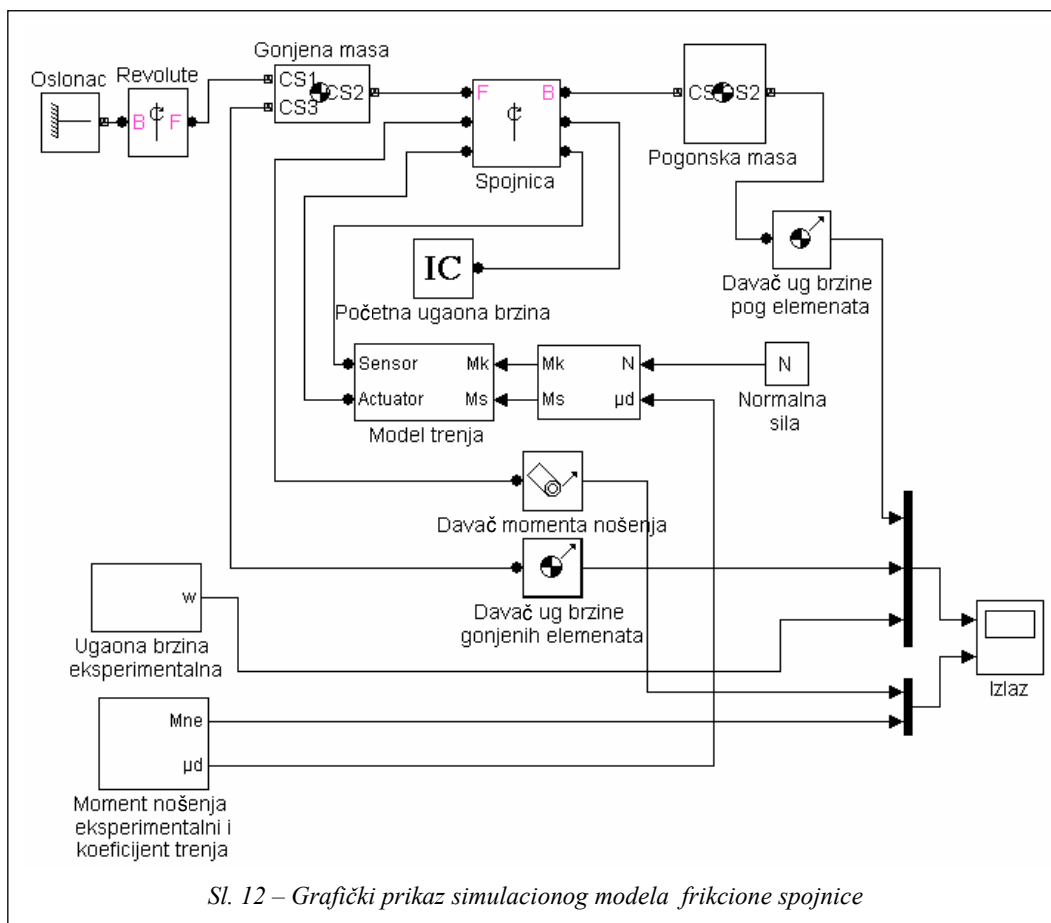 Gonjena masa
Oslonac
Revolute
CS1
CS2
CS3
B F
F B
Spojnica
CS1 CS2
Pogonska masa
IC
Početna ugaona brzina
Davač ug brzine
pog elemenata
Sensor Mk
Actuator Ms
Model trenja
Mk N
Ms µd
N
Normalna
sila
Davač momenta nošenja
Davač ug brzine
gonjenih elemenata
w
Ugaona brzina
eksperimentalna
Izlaz
Mne
µd
Moment nošenja
eksperimentalni i
koeficijent trenja
Sl. 12 – Grafički prikaz simulacionog modela frikcione spojnice